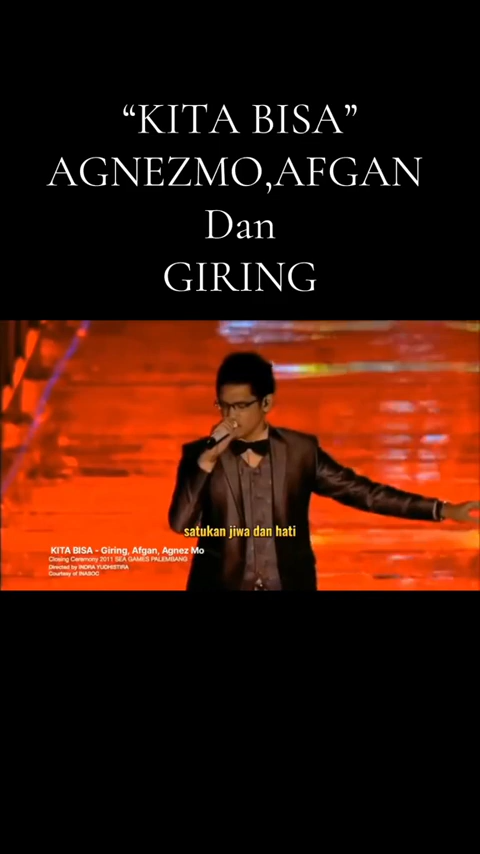 “KITA BISA”
AGNEZMO,AFGAN
Dan
GIRING
satukan jiwa dan hati
KITA BISA - Giring, Afgan, Agnez Mo
Closing Ceremony 2011 SEA GAMES PALEMBANG
Directed by INDRA YUDHISTIRA
Courtesy of INASOC